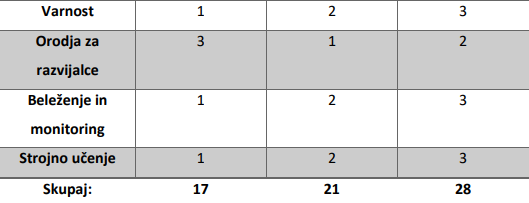 Varnost 1 2 3
Orodja za
razvijalce 3 1 2
Beleženje in
monitoring 1 2 3
Strojno učenje 1 2 3
Skupaj: 17 21 28